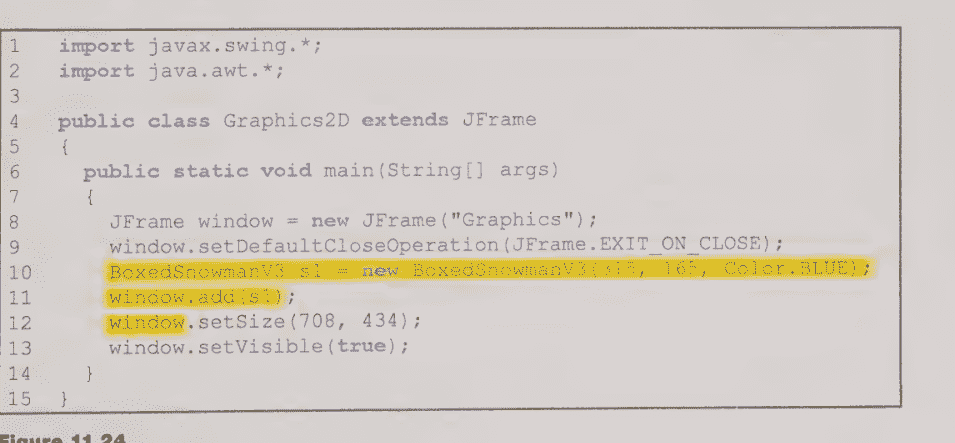 1 import javax.swing.*;
2 import java.awt.*;
3
4 public class Graphics2D extends JFrame
5 {
6 public static void main(String[] args)
7 {
8 JFrame window = new JFrame("Graphics");
9 window.setDefaultCloseOperation(JFrame.EXIT_ON_CLOSE);
10 BoxedSnowmanV3 s1 = new BoxedSnowmanV3(315, 165, Color.BLUE);
11 window.add(s1);
12 window.setSize(708, 434);
13 window.setVisible(true);
14 }
15 }
Figure 11.24